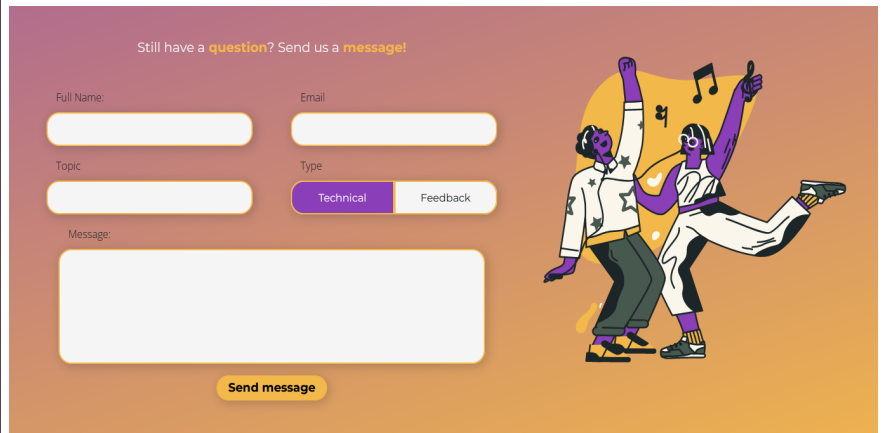 Still have a question? Send us a message!
Full Name:
Email
Topic
Type
Technical
Feedback
Message:
Send message